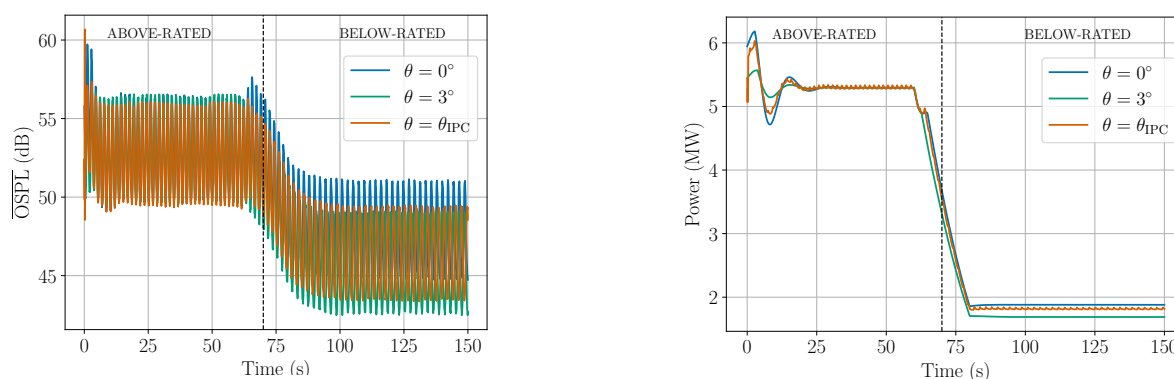 ABOVE-RATED
BELOW-RATED
θ = 0°
θ = 3°
θ = θ_IPC
60
55
50
45
OSPL (dB)
0
25
50
75
100
125
150
Time (s)
ABOVE-RATED
BELOW-RATED
θ = 0°
θ = 3°
θ = θ_IPC
6
5
4
3
2
Power (MW)
0
25
50
75
100
125
150
Time (s)